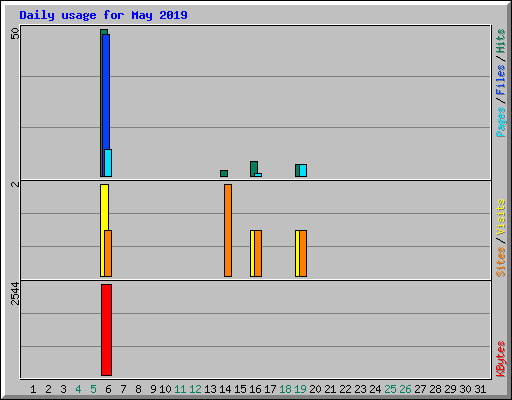 Daily usage for May 2019
50
2
2544
Pages / Files / Hits
Sites / Visits
KBytes
1 2 3 4 5 6 7 8 9 10 11 12 13 14 15 16 17 18 19 20 21 22 23 24 25 26 27 28 29 30 31